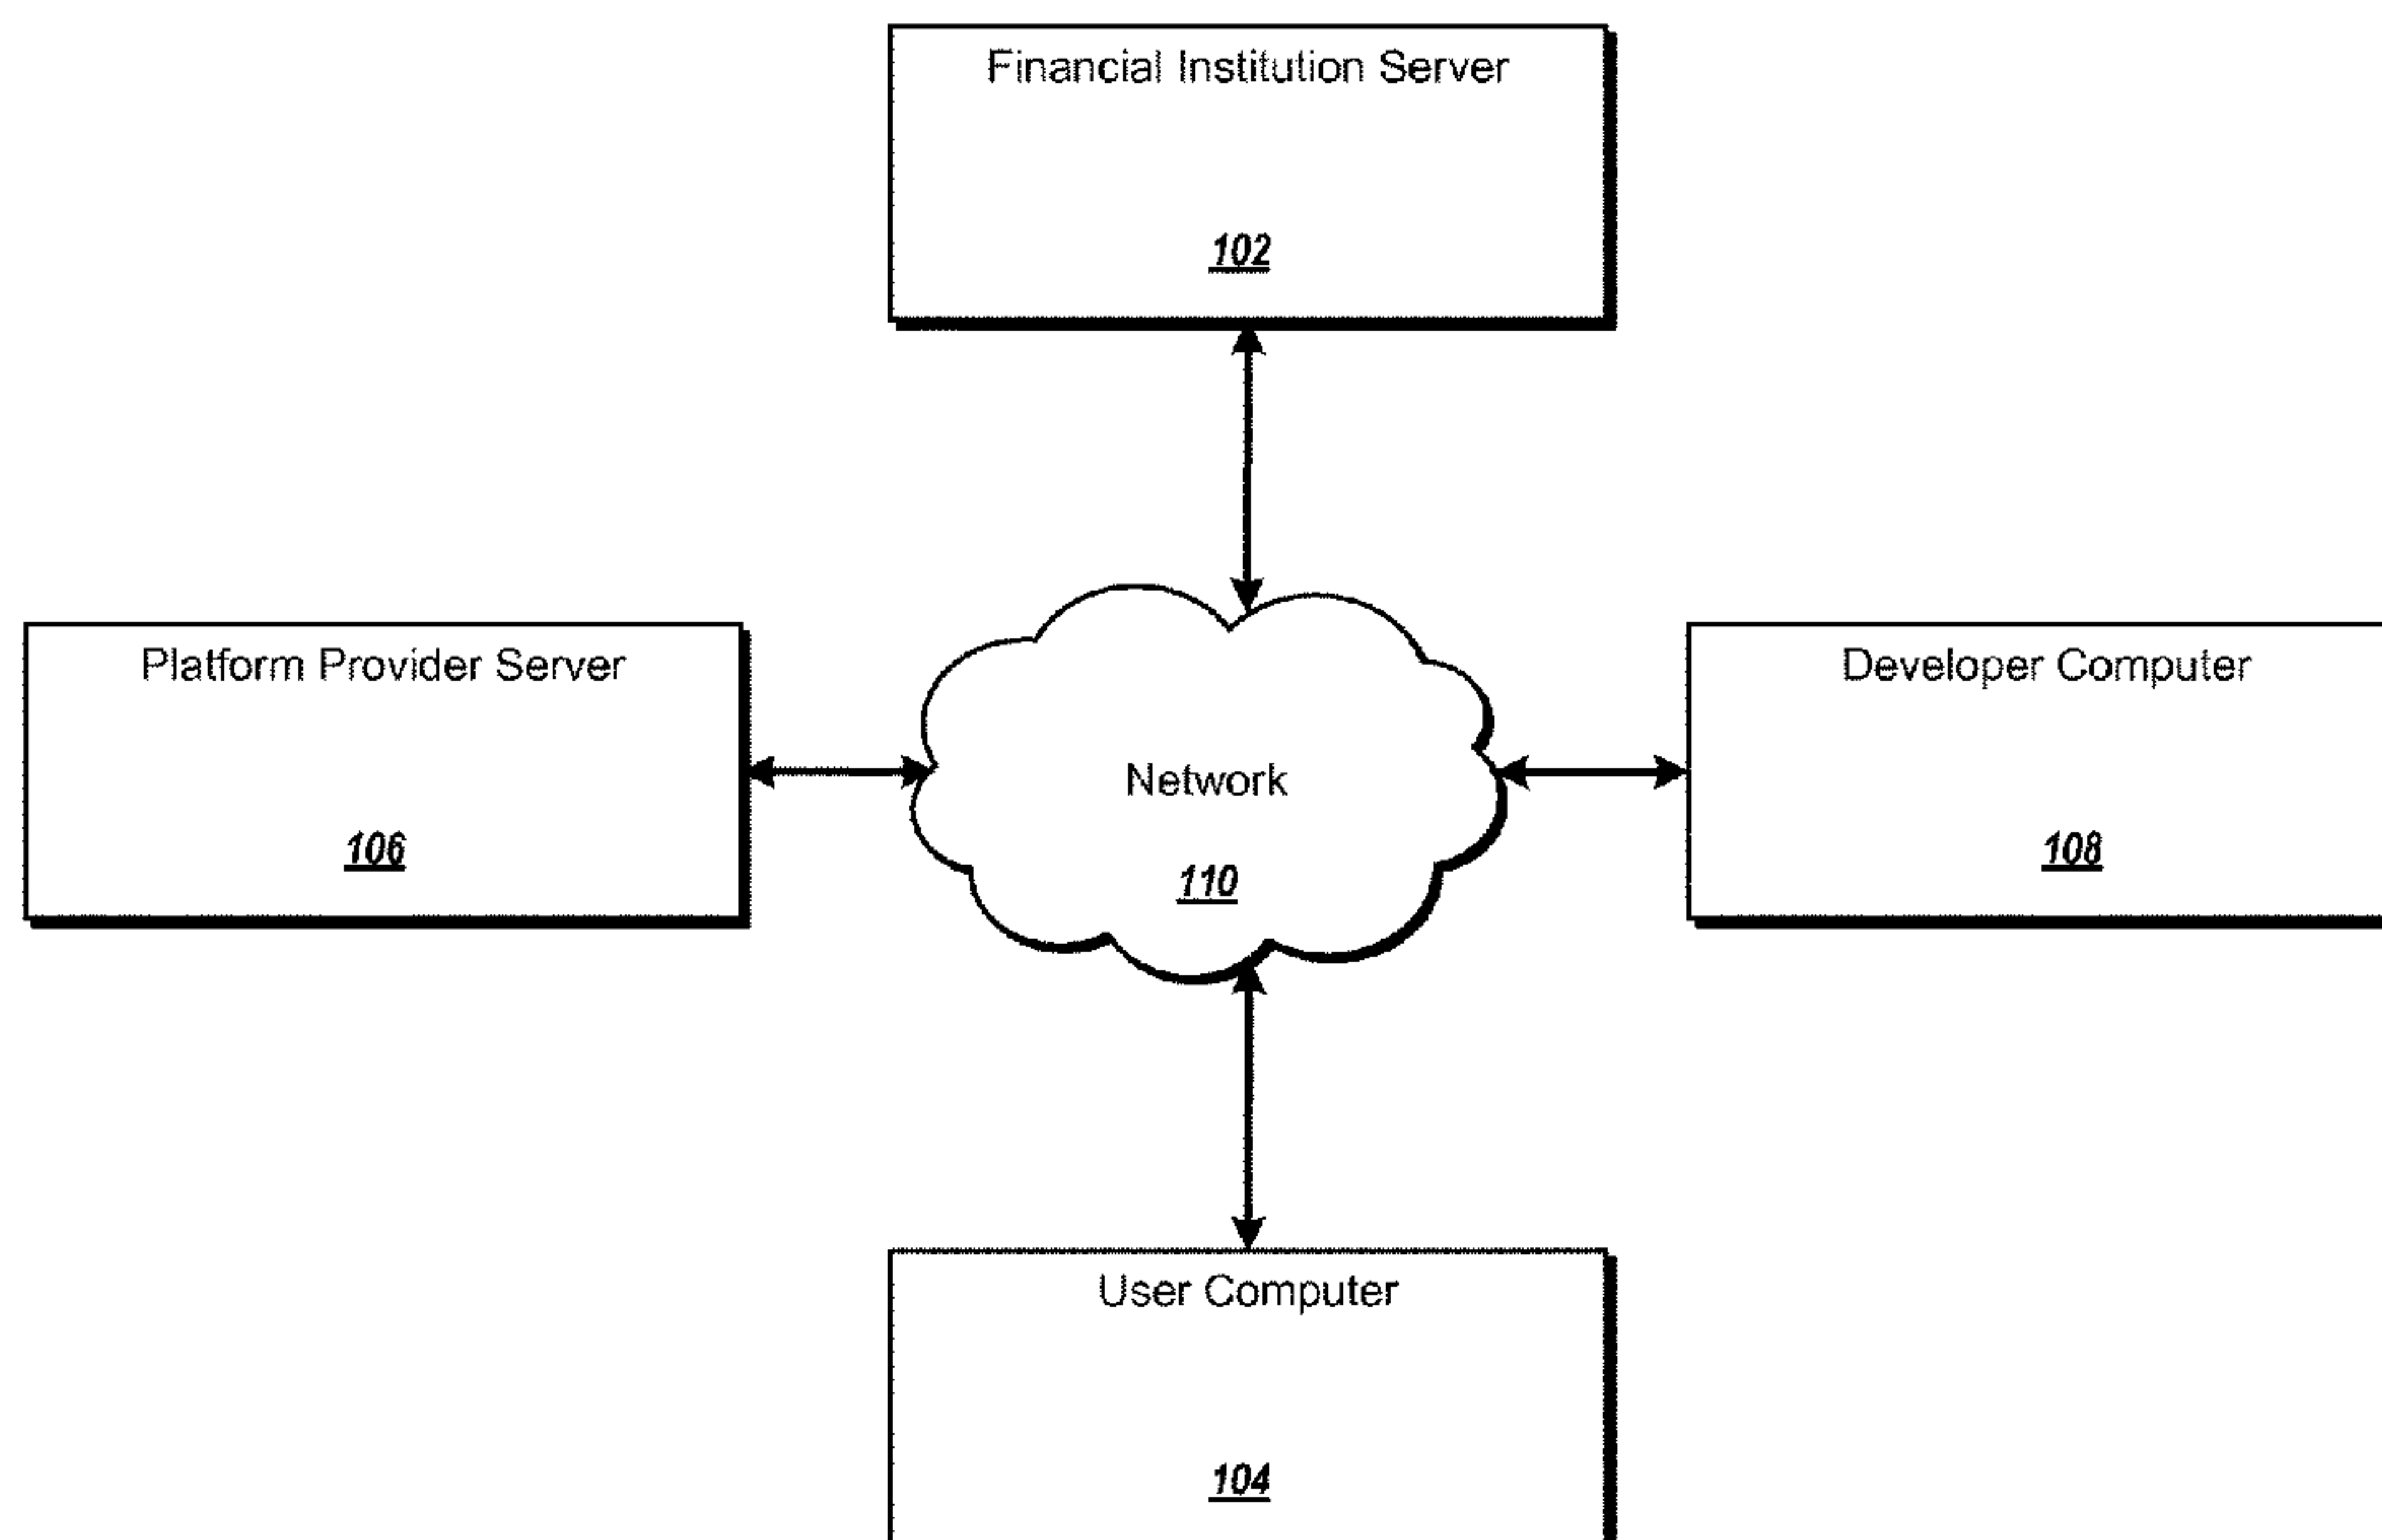 Financial Institution Server
102
Platform Provider Server
106
Network
110
Developer Computer
108
User Computer
104